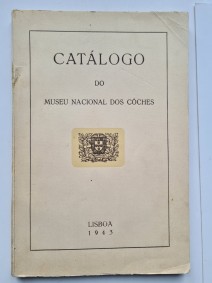 CATÁLOGO
DO
MUSEU NACIONAL DOS CÔCHES
LISBOA
1943